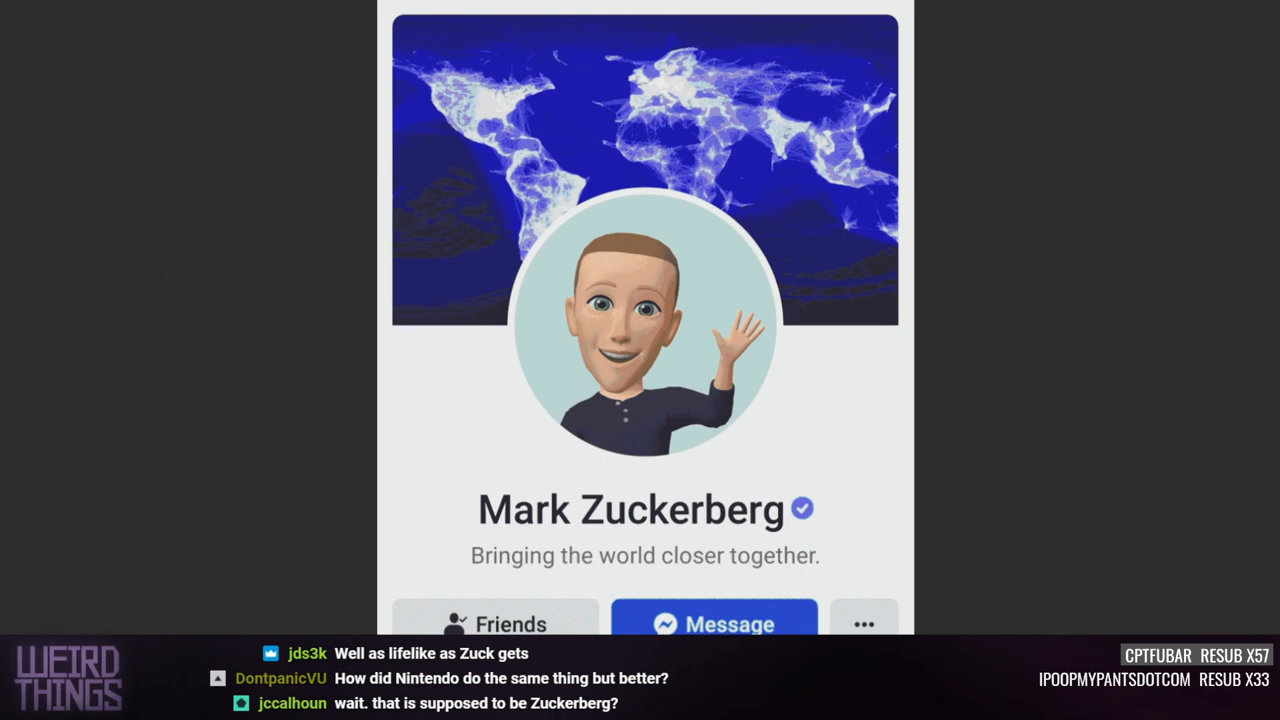 Mark Zuckerberg
Bringing the world closer together.
Friends
Message
WEIRD
THINGS
jds3k Well as lifelike as Zuck gets
DontpanicVU How did Nintendo do the same thing but better?
jccalhoun wait. that is supposed to be Zuckerberg?
CPTFUBAR RESUB X57
IPOOPMYPANTSDOTCOM RESUB X33